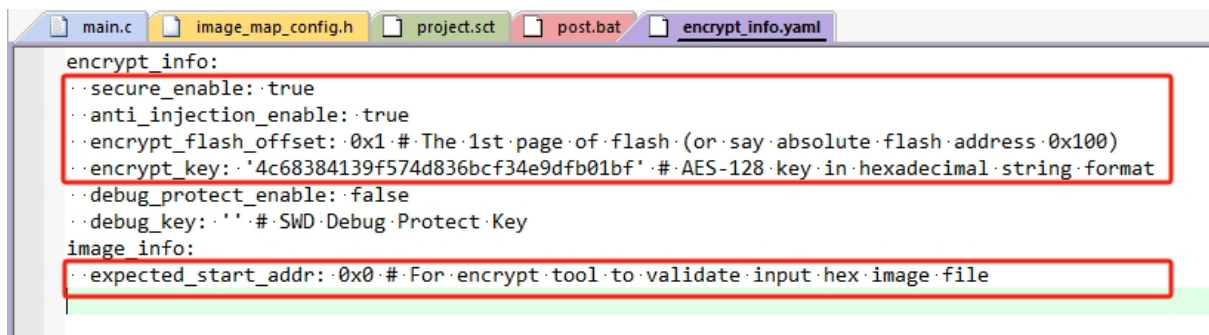 main.c image_map_config.h project.sct post.bat encrypt_info.yaml
encrypt_info:
secure_enable: true
anti_injection_enable: true
encrypt_flash_offset: 0x1 # The 1st page of flash (or say absolute flash address 0x100)
encrypt_key: '4c68384139f574d836bcf34e9dfb01bf' # AES-128 key in hexadecimal string format
debug_protect_enable: false
debug_key: '' # SWD Debug Protect Key
image_info:
expected_start_addr: 0x0 # For encrypt tool to validate input hex image file